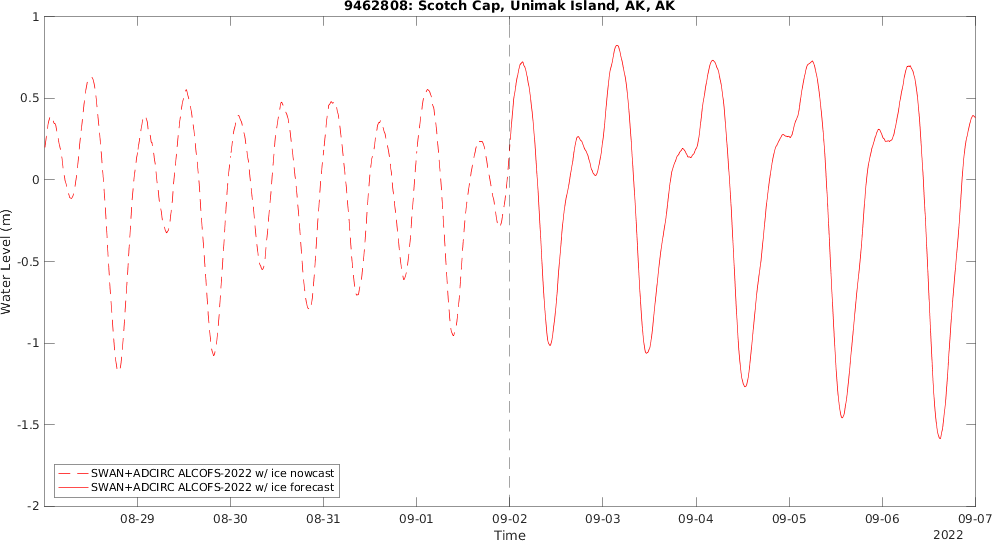 9462808: Scotch Cap, Unimak Island, AK, AK
Water Level (m)
1
0.5
0
-0.5
-1
-1.5
-2
SWAN+ADCIRC ALCOFS-2022 w/ ice nowcast
SWAN+ADCIRC ALCOFS-2022 w/ ice forecast
08-29 08-30 08-31 09-01 09-02 09-03 09-04 09-05 09-06 09-07
Time
2022